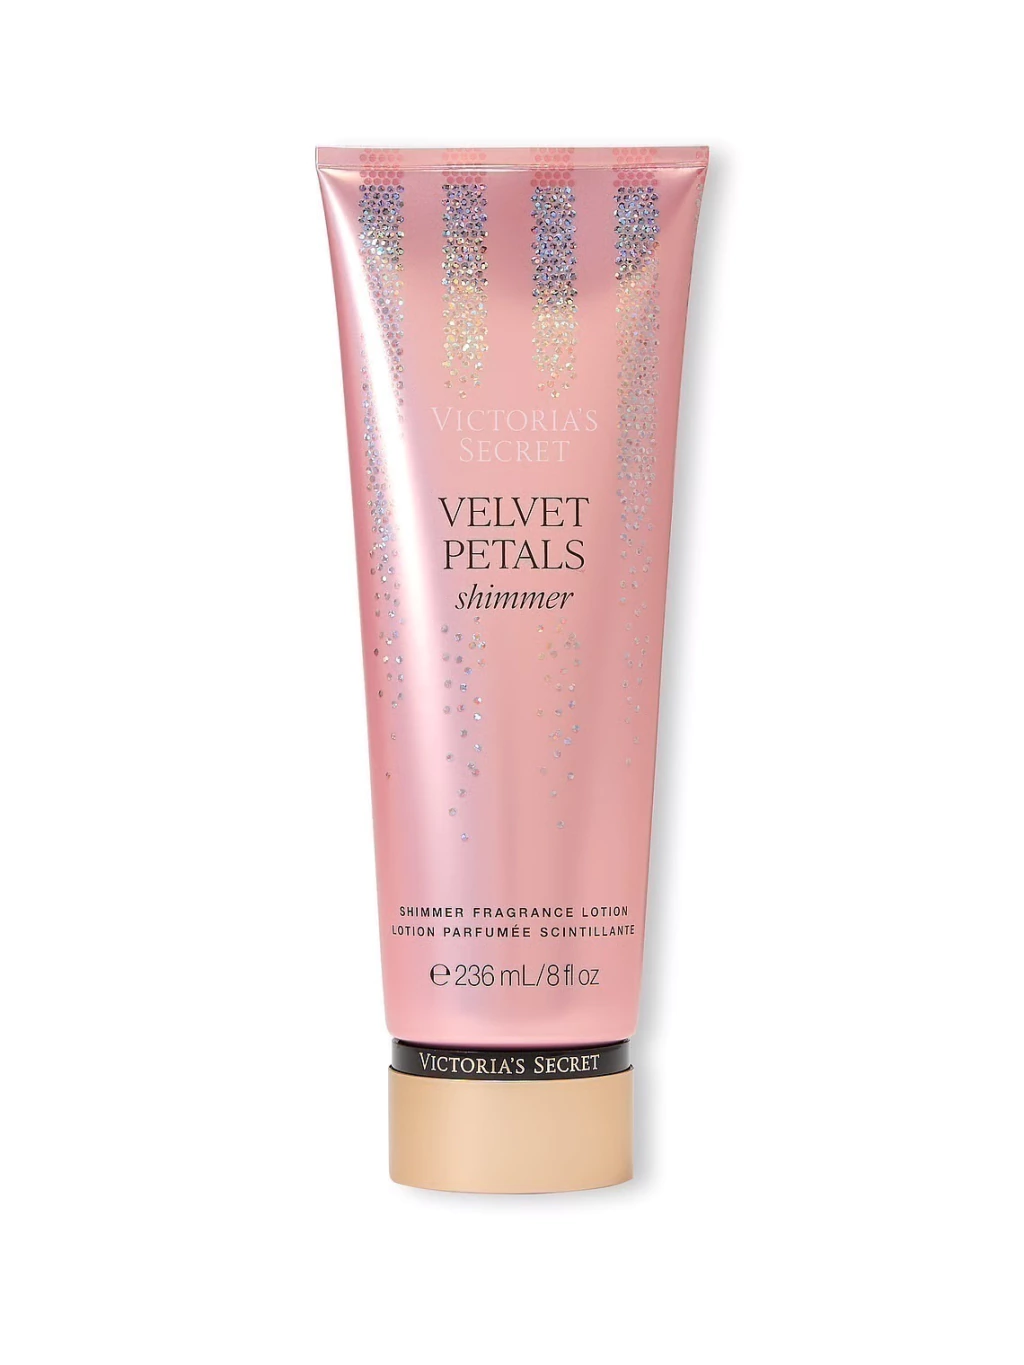 VICTORIA'S
SECRET
VELVET
PETALS
shimmer
SHIMMER FRAGRANCE LOTION
LOTION PARFUMÉE SCINTILLANTE
℮ 236 mL/8 fl oz
VICTORIA'S SECRET